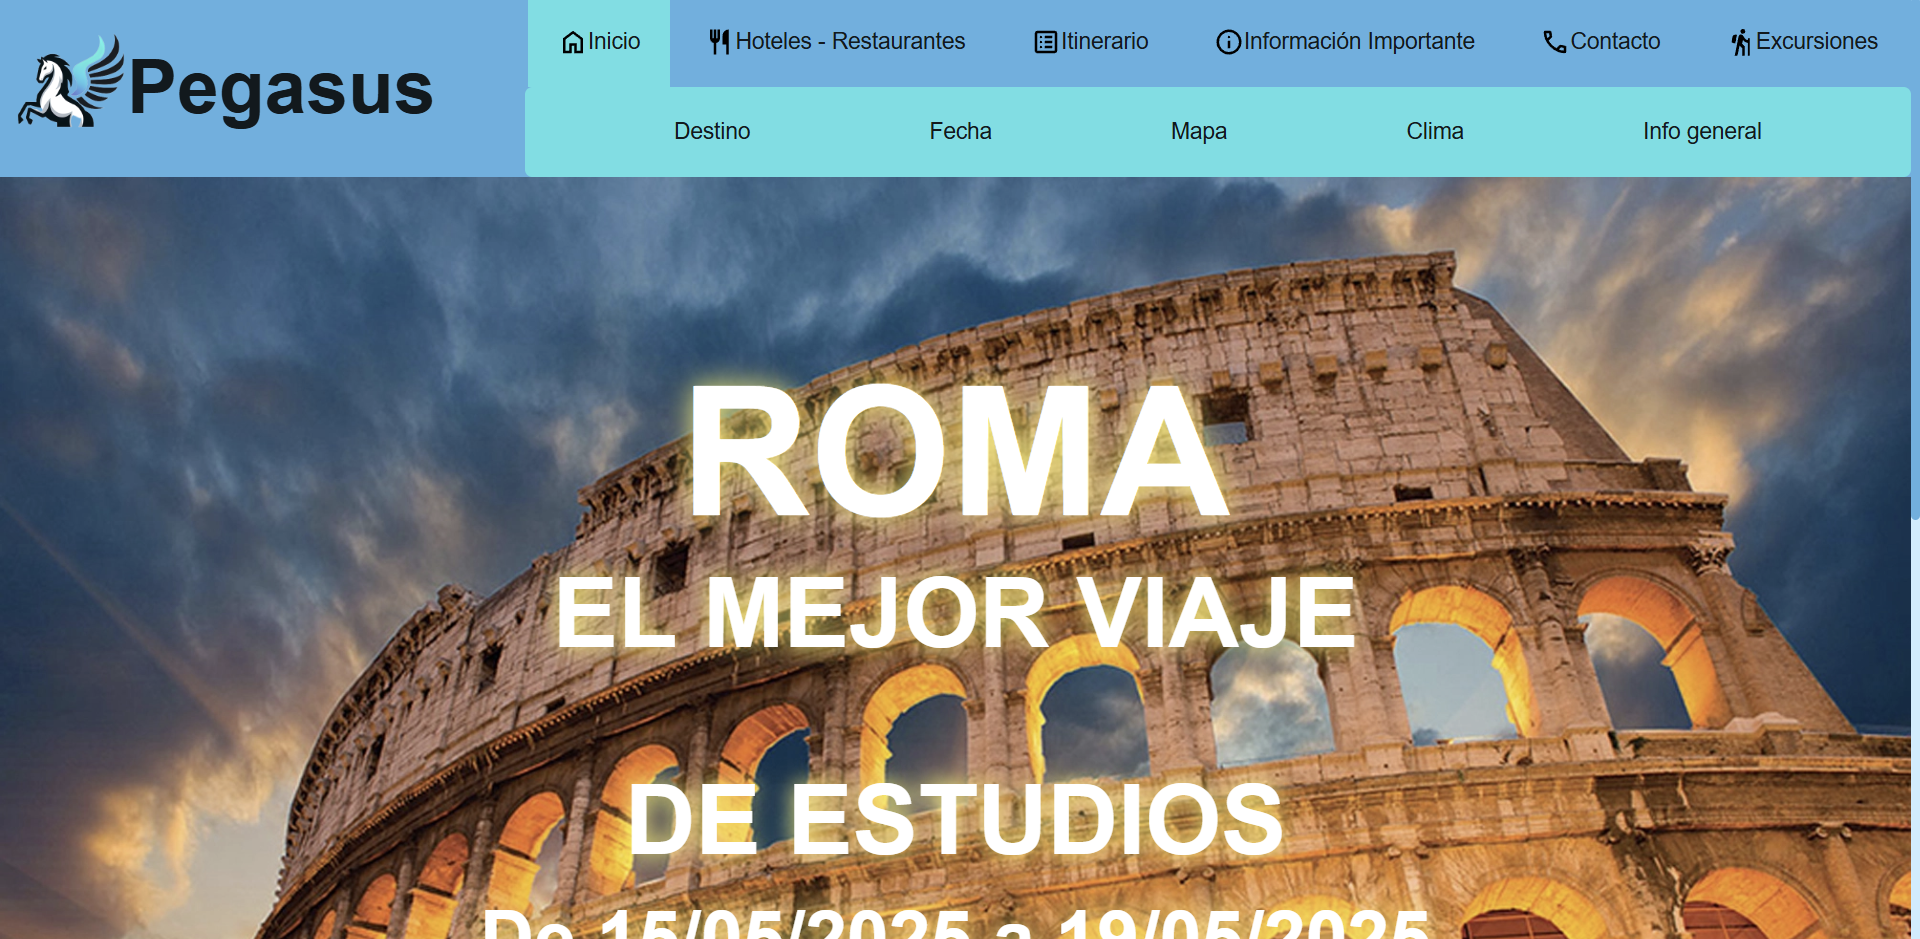 Pegasus
Inicio
Hoteles - Restaurantes
Itinerario
Información Importante
Contacto
Excursiones
Destino
Fecha
Mapa
Clima
Info general
ROMA
EL MEJOR VIAJE
DE ESTUDIOS
De 15/05/2025 a 19/05/2025